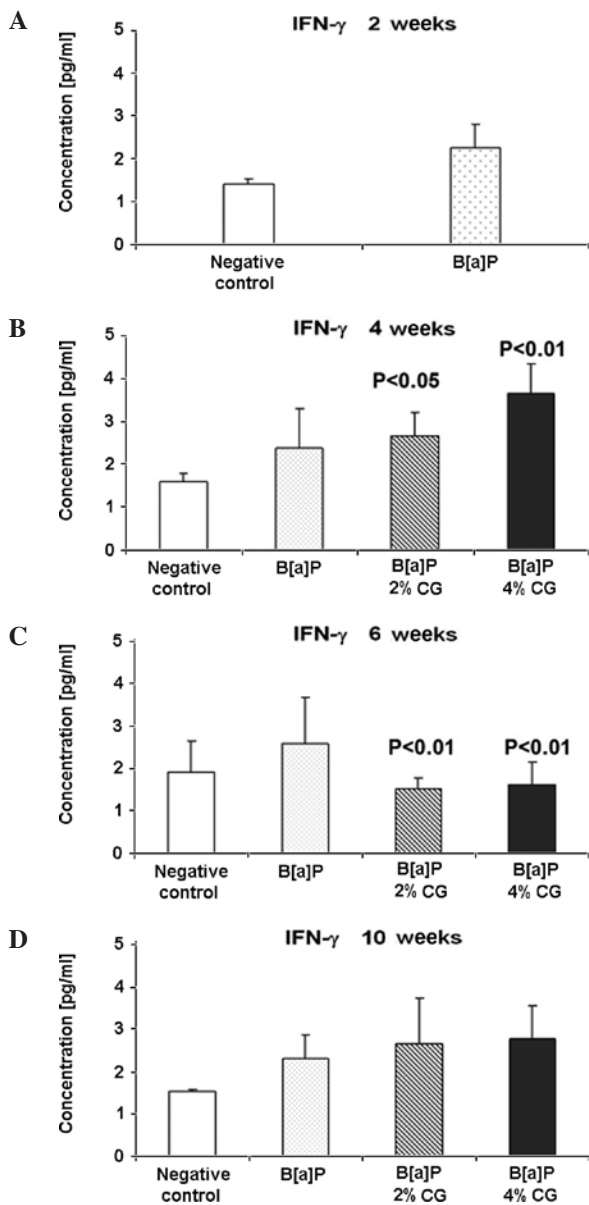 A
IFN-γ 2 weeks
Concentration [pg/ml]
5
4
3
2
1
0
Negative control
B[a]P
B
IFN-γ 4 weeks
Concentration [pg/ml]
5
4
3
2
1
0
P<0.05
P<0.01
Negative control
B[a]P
B[a]P 2% CG
B[a]P 4% CG
C
IFN-γ 6 weeks
Concentration [pg/ml]
5
4
3
2
1
0
P<0.01
P<0.01
Negative control
B[a]P
B[a]P 2% CG
B[a]P 4% CG
D
IFN-γ 10 weeks
Concentration [pg/ml]
5
4
3
2
1
0
Negative control
B[a]P
B[a]P 2% CG
B[a]P 4% CG